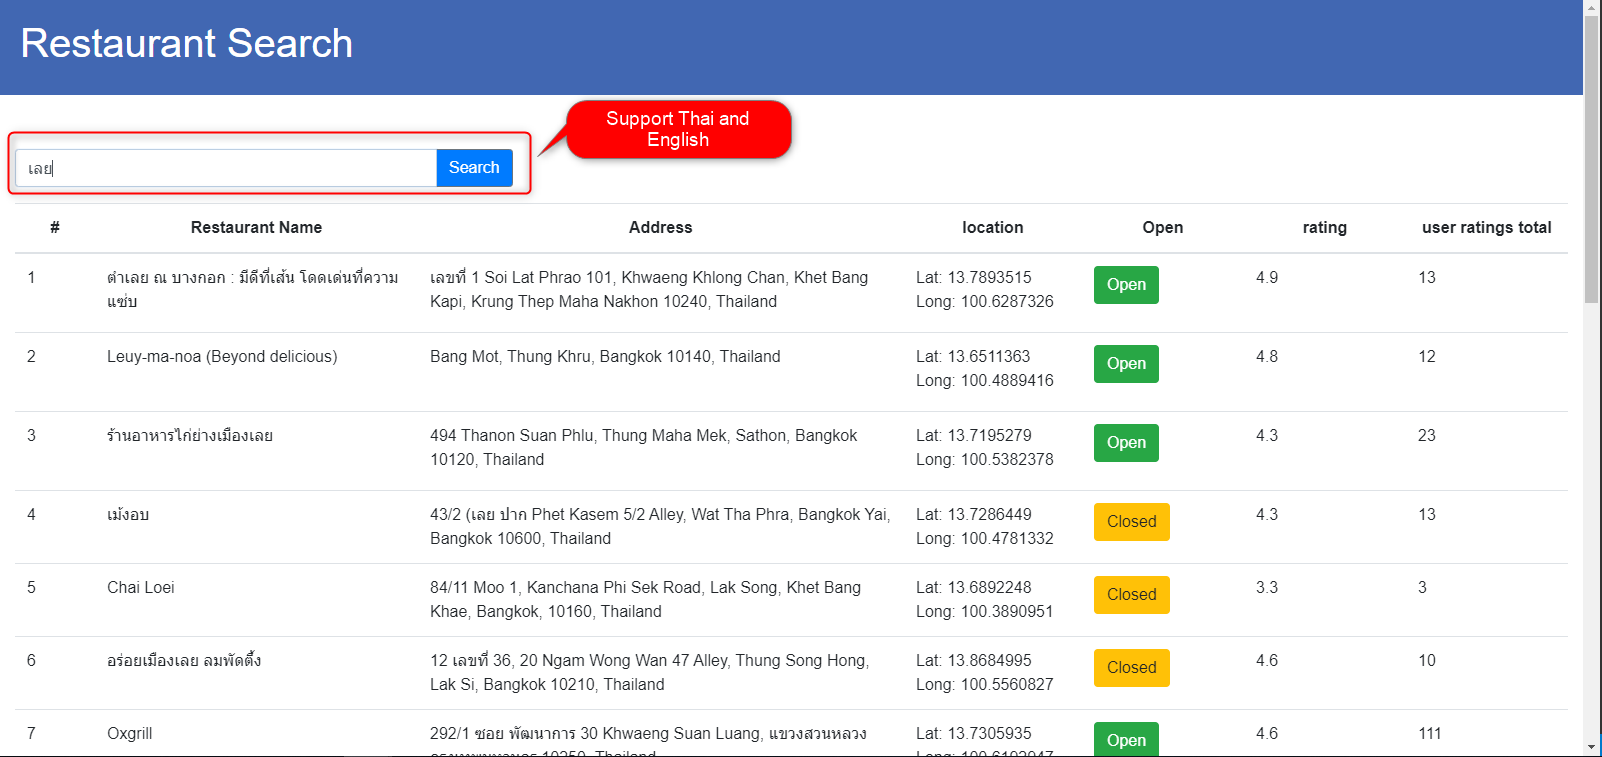 Restaurant Search
Support Thai and
English
เลย
Search
# Restaurant Name Address location Open rating user ratings total
1 ตำเลย ณ บางกอก : มีดีที่เส้น โดดเด่นที่ความ เลขที่ 1 Soi Lat Phrao 101, Khwaeng Khlong Chan, Khet Bang Lat: 13.7893515 Open 4.9 13
แซ่บ Kapi, Krung Thep Maha Nakhon 10240, Thailand Long: 100.6287326
2 Leuy-ma-noa (Beyond delicious) Bang Mot, Thung Khru, Bangkok 10140, Thailand Lat: 13.6511363 Open 4.8 12
Long: 100.4889416
3 ร้านอาหารไก่ย่างเมืองเลย 494 Thanon Suan Phlu, Thung Maha Mek, Sathon, Bangkok Lat: 13.7195279 Open 4.3 23
10120, Thailand Long: 100.5382378
4 เม้งอบ 43/2 (เลย ปาก Phet Kasem 5/2 Alley, Wat Tha Phra, Bangkok Yai, Lat: 13.7286449 Closed 4.3 13
Bangkok 10600, Thailand Long: 100.4781332
5 Chai Loei 84/11 Moo 1, Kanchana Phi Sek Road, Lak Song, Khet Bang Lat: 13.6892248 Closed 3.3 3
Khae, Bangkok, 10160, Thailand Long: 100.3890951
6 อร่อยเมืองเลย ลมพัดตึ้ง 12 เลขที่ 36, 20 Ngam Wong Wan 47 Alley, Thung Song Hong, Lat: 13.8684995 Closed 4.6 10
Lak Si, Bangkok 10210, Thailand Long: 100.5560827
7 Oxgrill 292/1 ซอย พัฒนาการ 30 Khwaeng Suan Luang, แขวงสวนหลวง Lat: 13.7305935 Open 4.6 111